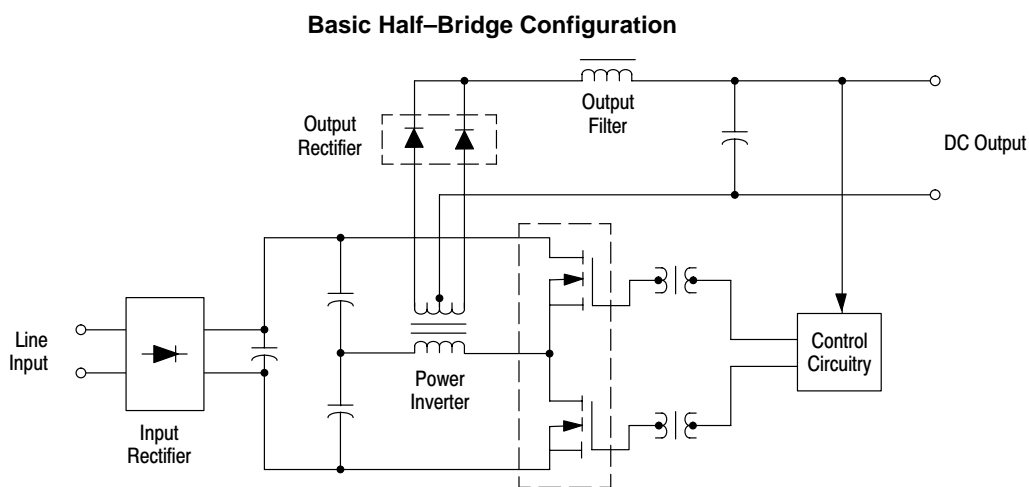 Basic Half–Bridge Configuration
Output
Rectifier
Output
Filter
DC Output
Line
Input
Input
Rectifier
Power
Inverter
Control
Circuitry